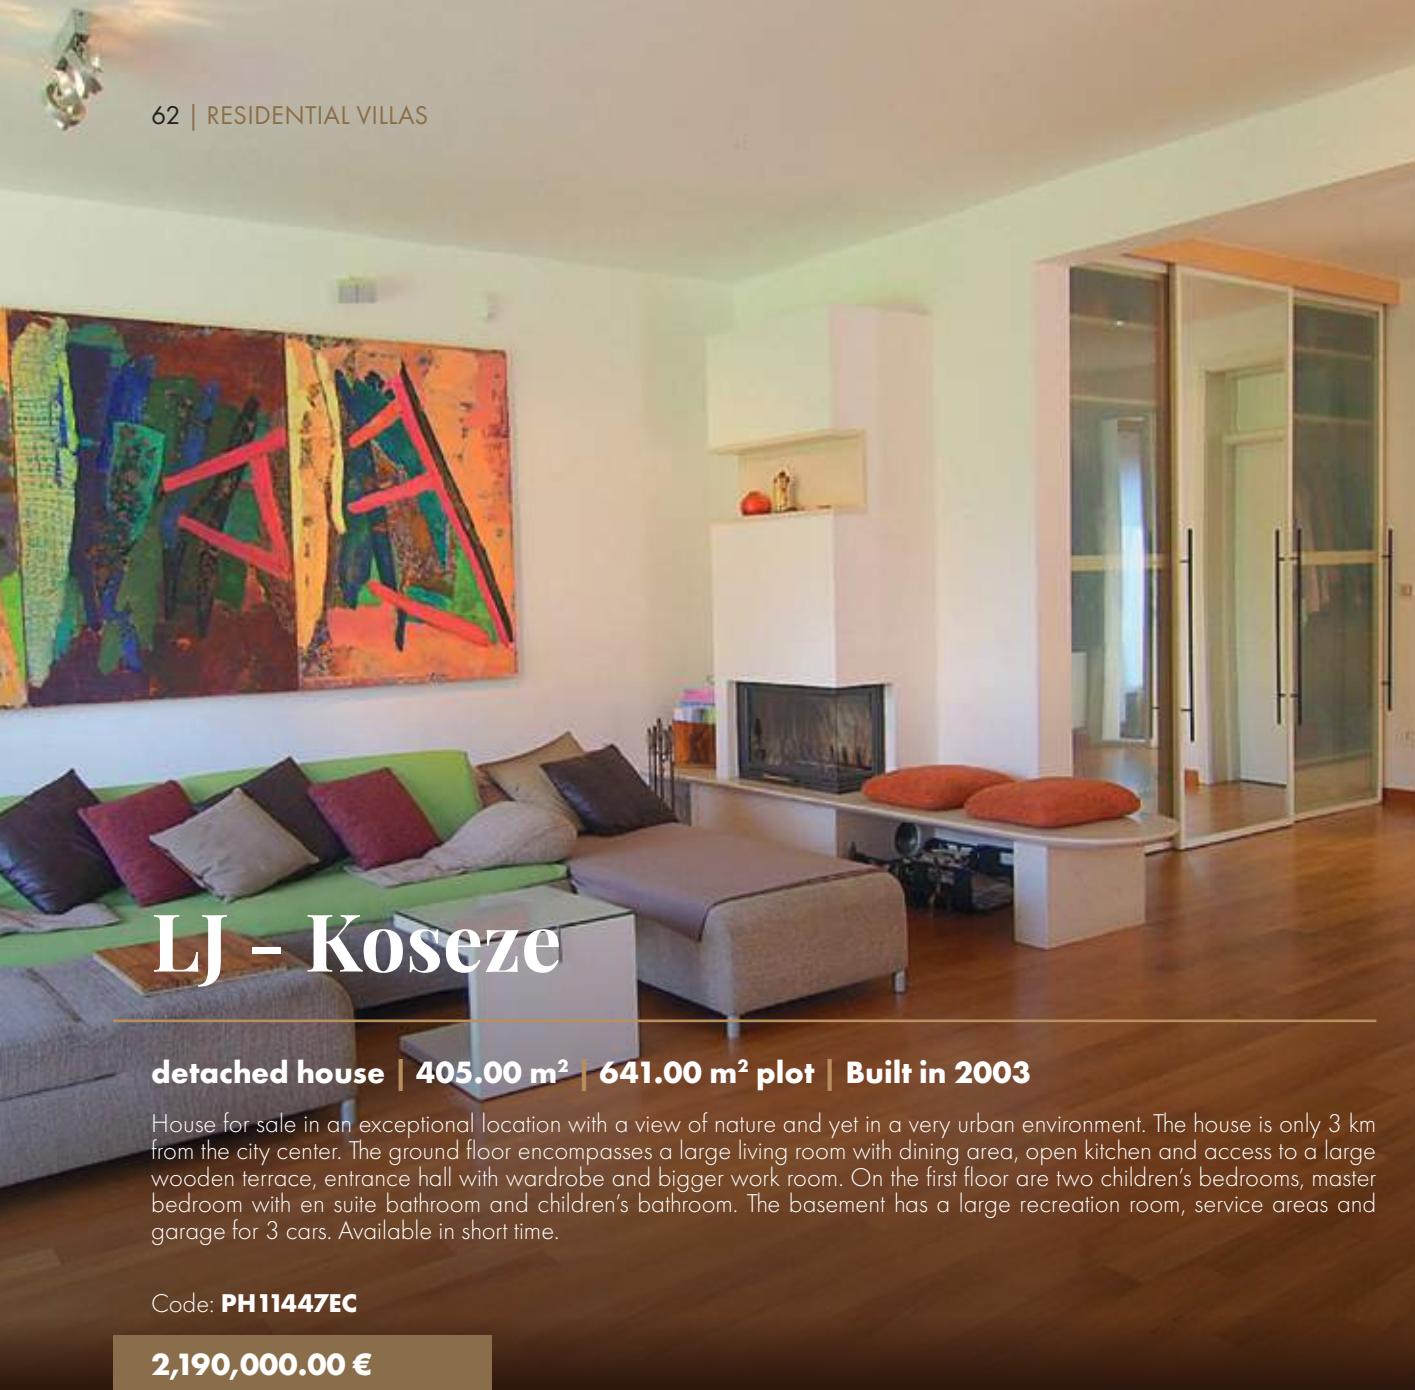 62 | RESIDENTIAL VILLAS
LJ - Koseze
detached house | 405.00 m² | 641.00 m² plot | Built in 2003
House for sale in an exceptional location with a view of nature and yet in a very urban environment. The house is only 3 km
from the city center. The ground floor encompasses a large living room with dining area, open kitchen and access to a large
wooden terrace, entrance hall with wardrobe and bigger work room. On the first floor are two children’s bedrooms, master
bedroom with en suite bathroom and children’s bathroom. The basement has a large recreation room, service areas and
garage for 3 cars. Available in short time.
Code: PH11447EC
2,190,000.00 €